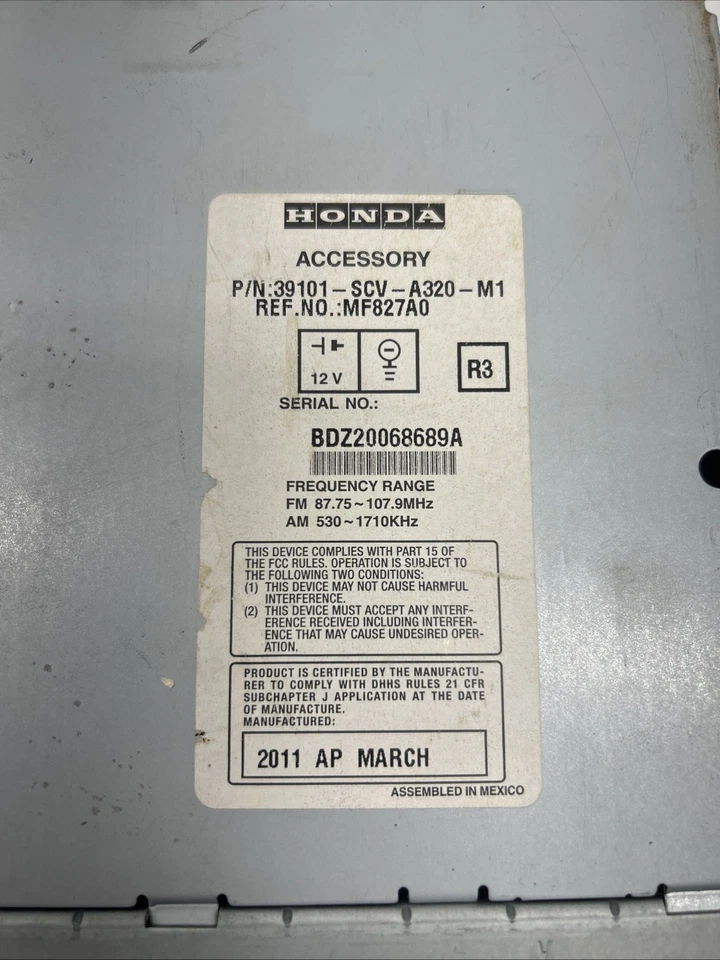 HONDA
ACCESSORY
P/N:39101-SCV-A320-M1
REF.NO.:MF827A0
12 V
R3
SERIAL NO.:
BDZ20068689A
FREQUENCY RANGE
FM 87.75~107.9MHz
AM 530~1710KHz
THIS DEVICE COMPLIES WITH PART 15 OF
THE FCC RULES. OPERATION IS SUBJECT TO
THE FOLLOWING TWO CONDITIONS:
(1) THIS DEVICE MAY NOT CAUSE HARMFUL
INTERFERENCE.
(2) THIS DEVICE MUST ACCEPT ANY INTERF-
ERENCE RECEIVED INCLUDING INTERFER-
ENCE THAT MAY CAUSE UNDESIRED OPER-
ATION.
PRODUCT IS CERTIFIED BY THE MANUFACTU-
RER TO COMPLY WITH DHHS RULES 21 CFR
SUBCHAPTER J APPLICATION AT THE DATE
OF MANUFACTURE.
MANUFACTURED:
2011 AP MARCH
ASSEMBLED IN MEXICO